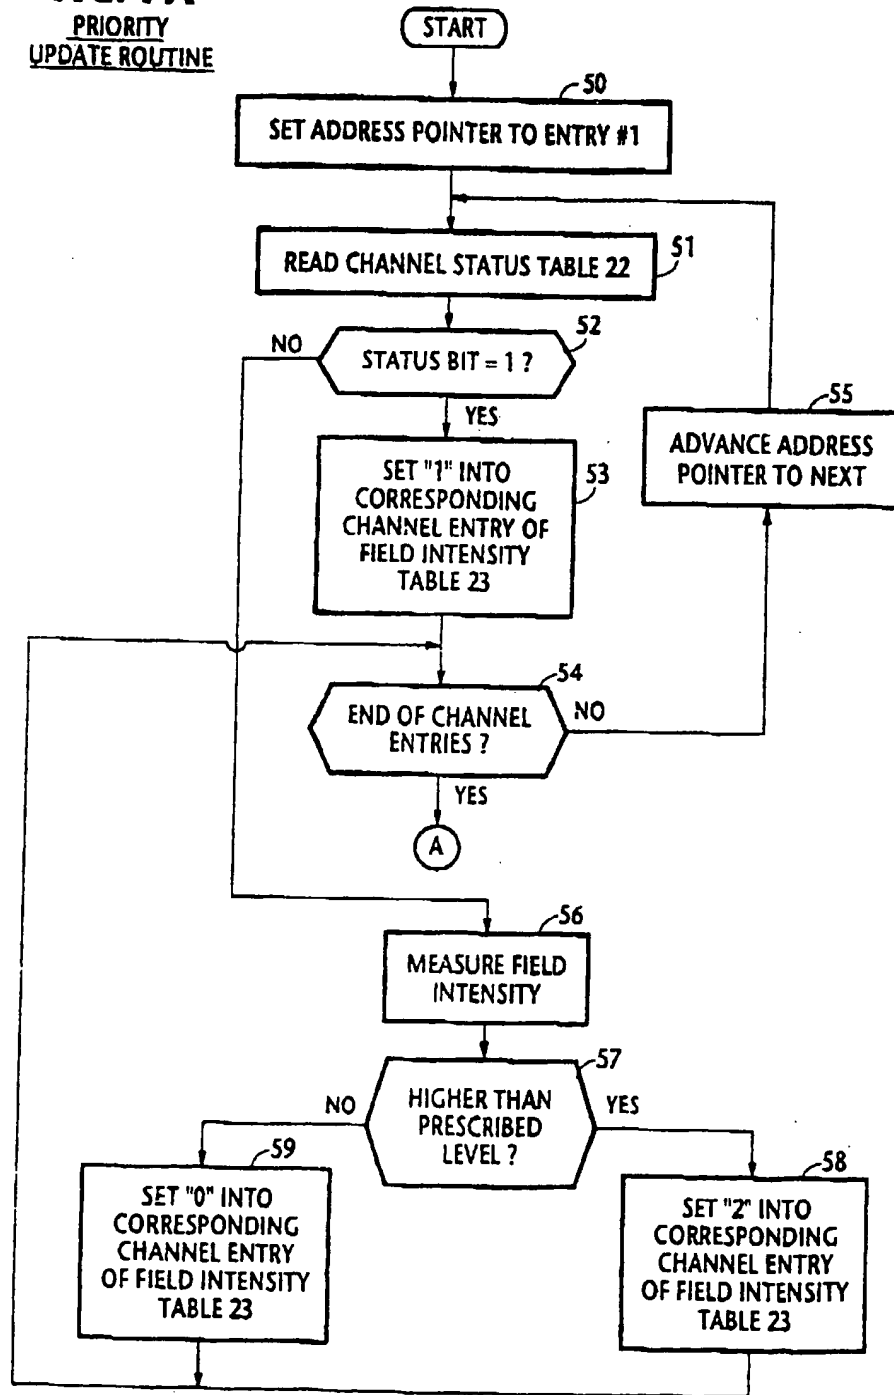 PRIORITY
UPDATE ROUTINE
START
50
SET ADDRESS POINTER TO ENTRY #1
READ CHANNEL STATUS TABLE 22
51
52
NO
STATUS BIT = 1 ?
YES
55
ADVANCE ADDRESS
POINTER TO NEXT
SET "1" INTO
CORRESPONDING
CHANNEL ENTRY OF
FIELD INTENSITY
TABLE 23
53
54
END OF CHANNEL
ENTRIES ?
NO
YES
A
56
MEASURE FIELD
INTENSITY
57
NO
HIGHER THAN
PRESCRIBED
LEVEL ?
YES
59
SET "0" INTO
CORRESPONDING
CHANNEL ENTRY
OF FIELD INTENSITY
TABLE 23
58
SET "2" INTO
CORRESPONDING
CHANNEL ENTRY
OF FIELD INTENSITY
TABLE 23